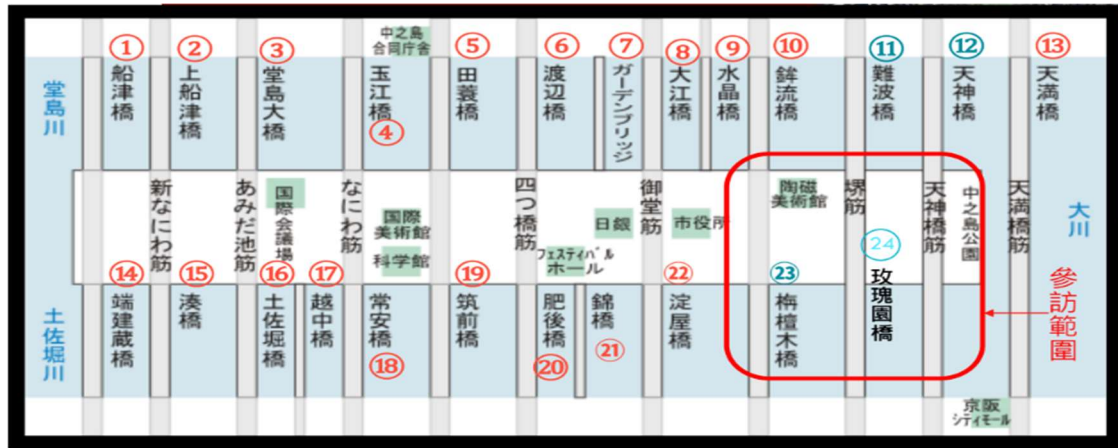 ① ② ③ 中之島合同庁舎 ⑤ ⑥ ⑦ ⑧ ⑨ ⑩ ⑪ ⑫ ⑬
堂島川
船津橋
上船津橋
堂島大橋
玉江橋
④
田蓑橋
渡辺橋
ガーデンブリッジ
大江橋
水晶橋
鉾流橋
難波橋
天神橋
天満橋
新なにわ筋
あみだ池筋
国際会議場
なにわ筋
国際美術館
科学館
四つ橋筋
フェスティバルホール
日銀
御堂筋
市役所
陶磁美術館
堺筋
㉔
玫瑰園橋
天神橋筋
中之島公園
天満橋筋
大川
⑭ ⑮ ⑯ ⑰ ⑲ ㉒ ㉓
土佐堀川
端建蔵橋
湊橋
土佐堀橋
越中橋
常安橋
⑱
筑前橋
肥後橋
⑳
錦橋
㉑
淀屋橋
栴檀木橋
參訪範圍
京阪シティモール